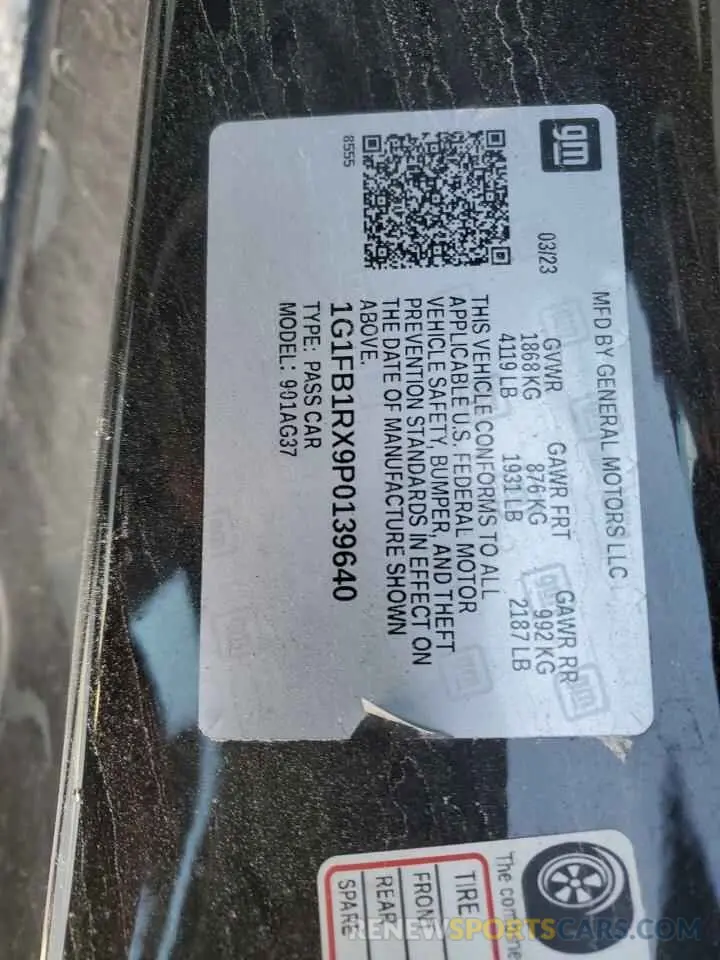 gm
MFD BY GENERAL MOTORS LLC
03/23
GVWR GAWR FRT GAWR RR
1868 KG 876 KG 992 KG
4119 LB 1931 LB 2187 LB
THIS VEHICLE CONFORMS TO ALL
APPLICABLE U.S. FEDERAL MOTOR
VEHICLE SAFETY, BUMPER, AND THEFT
PREVENTION STANDARDS IN EFFECT ON
THE DATE OF MANUFACTURE SHOWN
ABOVE.
1G1FB1RX9P0139640
TYPE: PASS CAR
MODEL: 901AG37
8555
The
TIRE
FRONT
REAR
SPARE
RENEWSPORTSCARS.COM